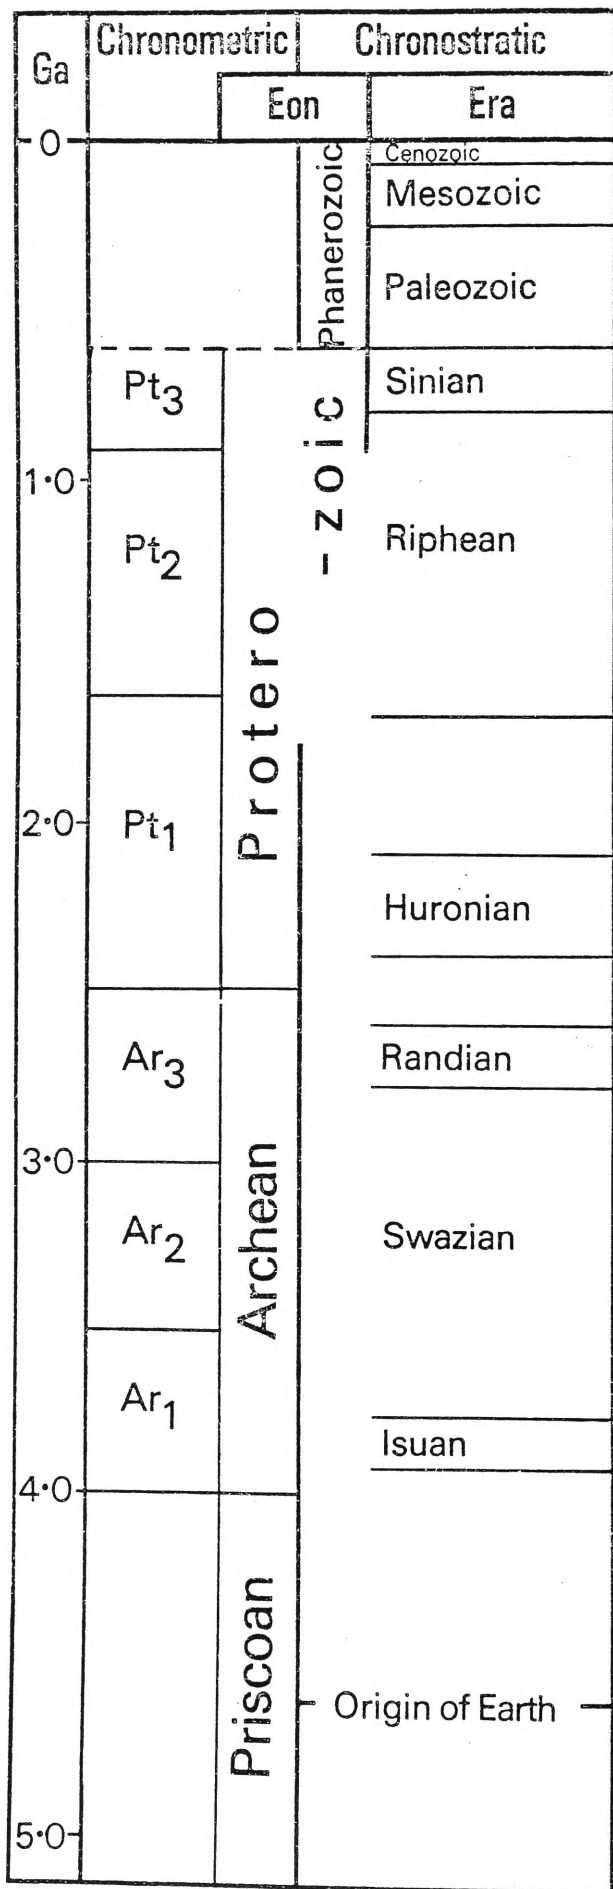 Ga Chronometric Chronostratic
Eon Era
0
Phanerozoic
Cenozoic
Mesozoic
Paleozoic
Pt3
Protero
-zoic
Sinian
1·0
Pt2
Riphean
2·0
Pt1
Huronian
Ar3
Archean
Randian
3·0
Ar2
Swazian
Ar1
Isuan
4·0
Priscoan
Origin of Earth
5·0